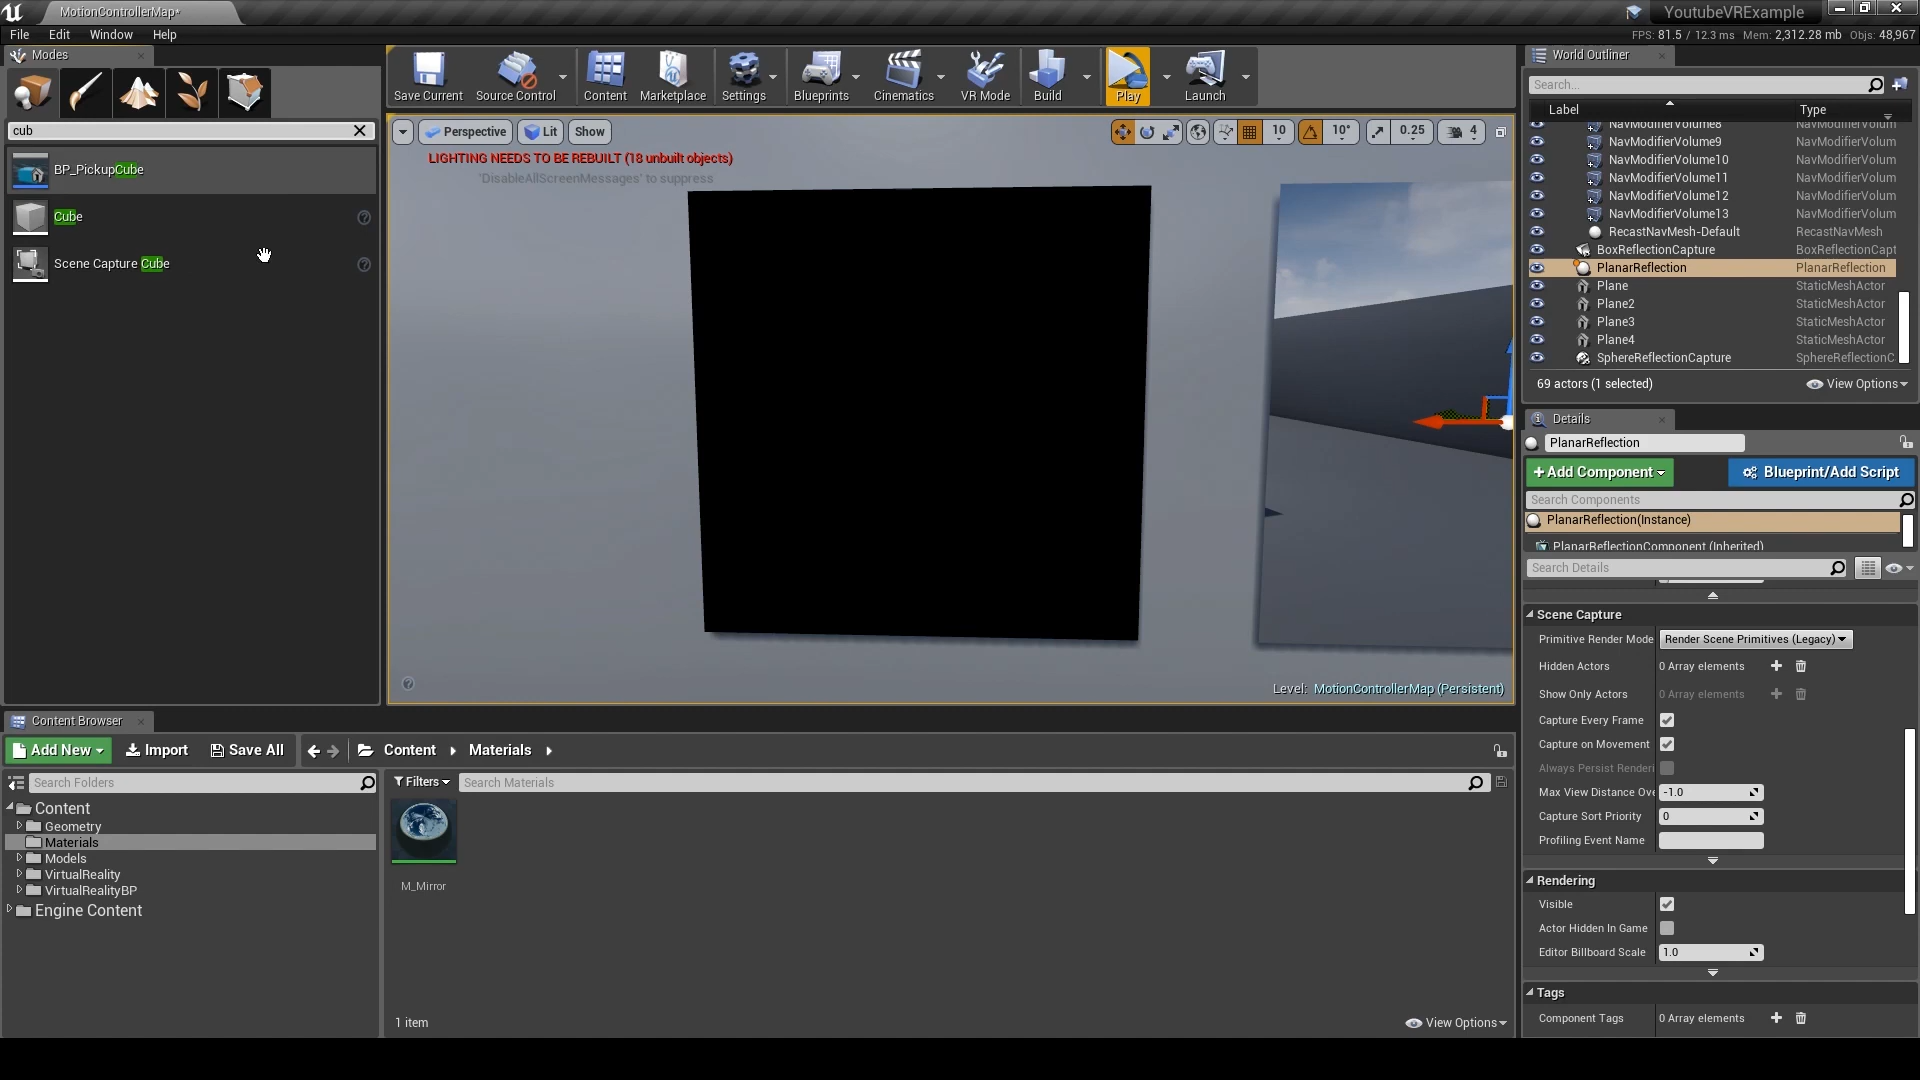 MotionControllerMap*
YoutubeVRExample
File Edit Window Help
FPS: 81.5 / 12.3 ms Mem: 2,312.28 mb Objs: 48,967
Modes
cub
BP_PickupCube
Cube
Scene Capture Cube
Save Current Source Control Content Marketplace Settings Blueprints Cinematics VR Mode Build Play Launch
Perspective Lit Show
10 10° 0.25 4
LIGHTING NEEDS TO BE REBUILT (18 unbuilt objects)
'DisableAllScreenMessages' to suppress
Level: MotionControllerMap (Persistent)
World Outliner
Search...
Label Type
NavModifierVolume8 NavModifierVolum
NavModifierVolume9 NavModifierVolum
NavModifierVolume10 NavModifierVolum
NavModifierVolume11 NavModifierVolum
NavModifierVolume12 NavModifierVolum
NavModifierVolume13 NavModifierVolum
RecastNavMesh-Default RecastNavMesh
BoxReflectionCapture BoxReflectionCapt
PlanarReflection PlanarReflection
Plane StaticMeshActor
Plane2 StaticMeshActor
Plane3 StaticMeshActor
Plane4 StaticMeshActor
SphereReflectionCapture SphereReflectionC
69 actors (1 selected) View Options
Details
PlanarReflection
+Add Component Blueprint/Add Script
Search Components
PlanarReflection(Instance)
PlanarReflectionComponent (Inherited)
Search Details
Scene Capture
Primitive Render Mode Render Scene Primitives (Legacy)
Hidden Actors 0 Array elements
Show Only Actors 0 Array elements
Capture Every Frame
Capture on Movement
Always Persist Renderi
Max View Distance Ove -1.0
Capture Sort Priority 0
Profiling Event Name
Rendering
Visible
Actor Hidden In Game
Editor Billboard Scale 1.0
Tags
Component Tags 0 Array elements
Content Browser
Add New Import Save All Content Materials
Search Folders
Filters Search Materials
Content
Geometry
Materials
Models
VirtualReality
VirtualRealityBP
Engine Content
M_Mirror
1 item View Options